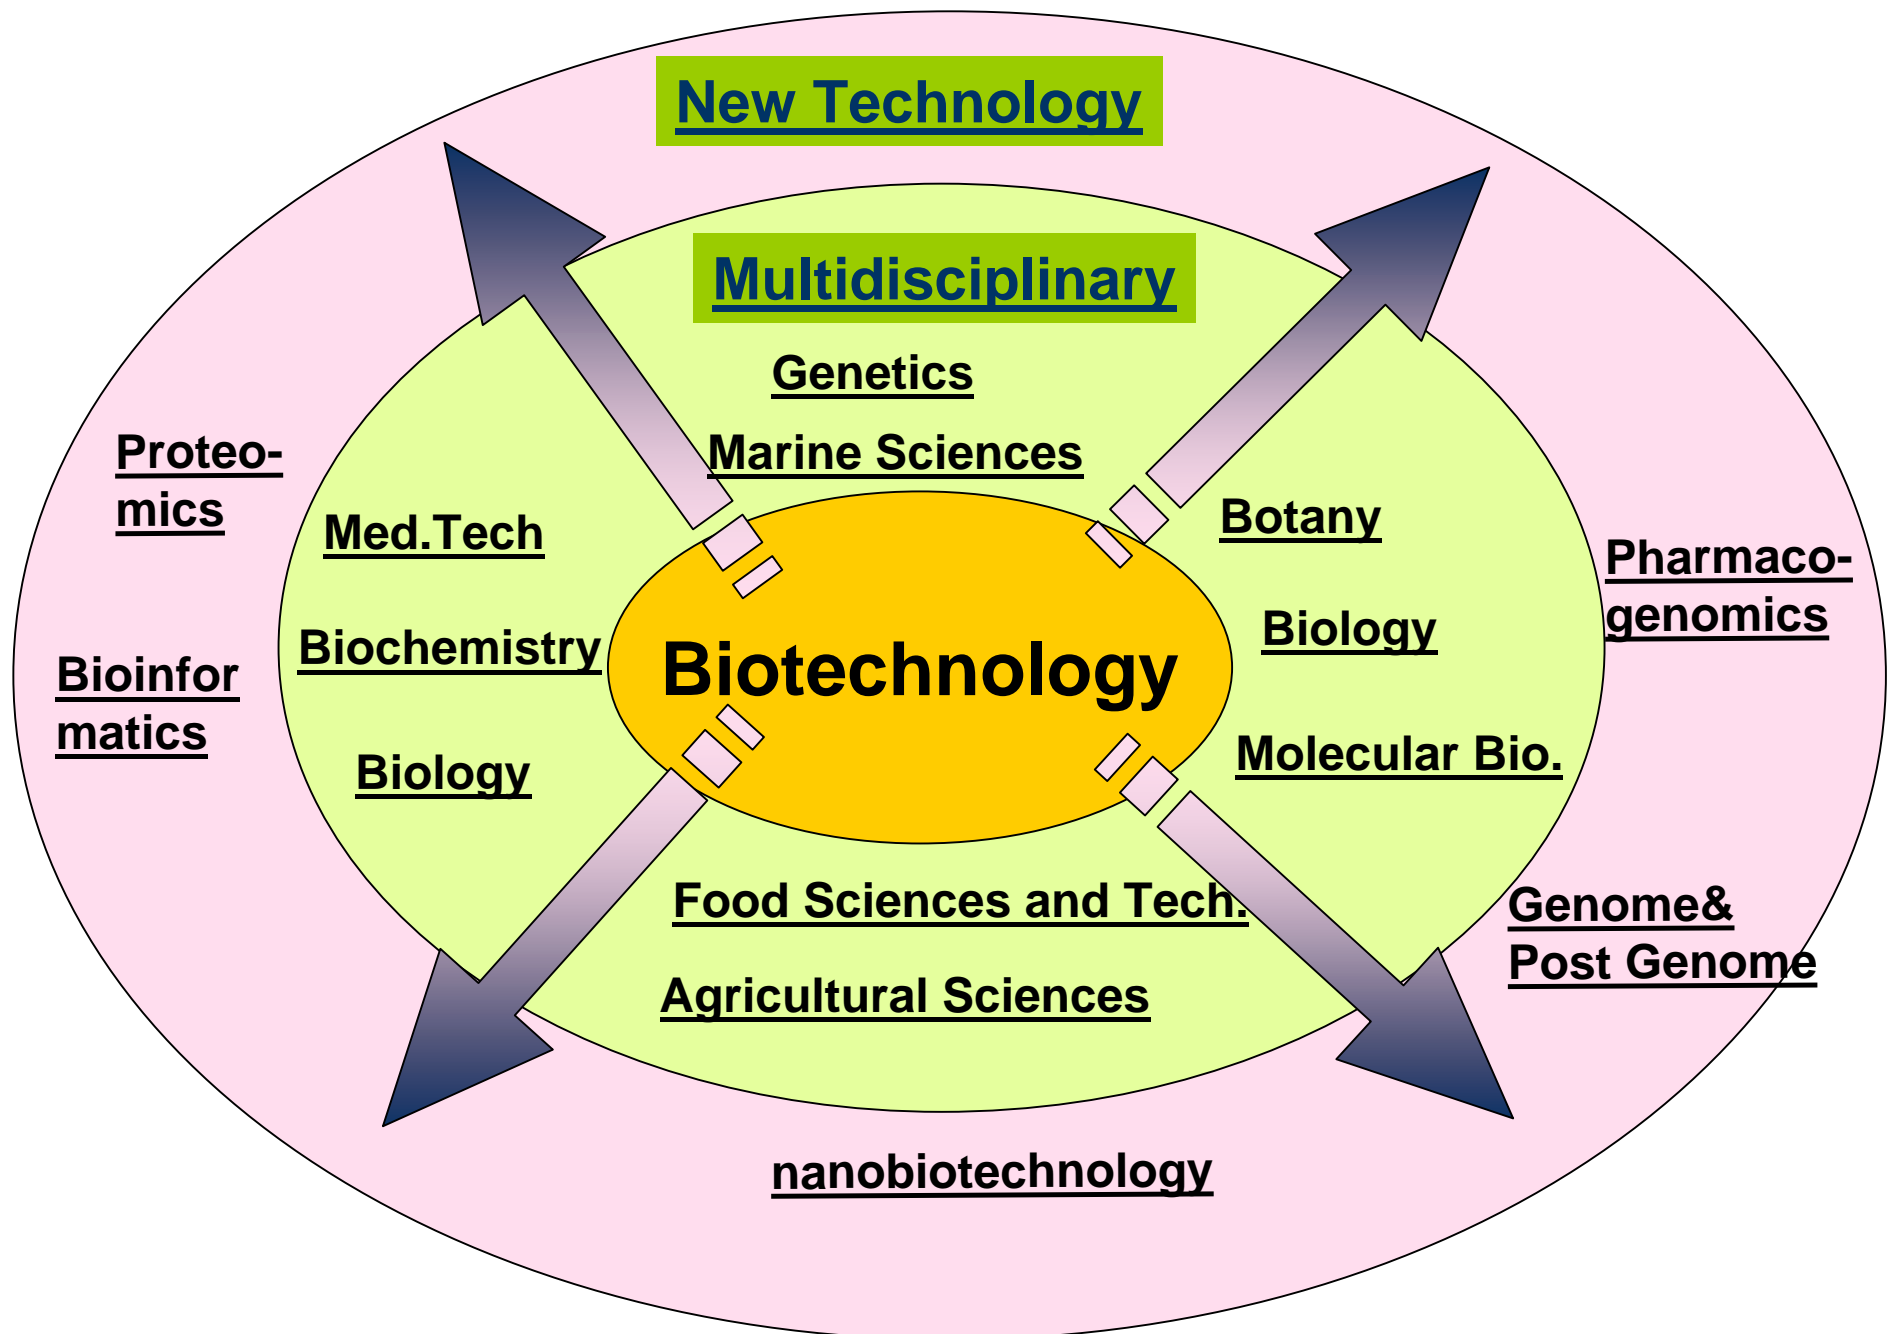 New Technology
Multidisciplinary
Genetics
Marine Sciences
Proteo-
mics
Med.Tech
Botany
Pharmaco-
genomics
Biochemistry
Biology
Biotechnology
Bioinfor
matics
Biology
Molecular Bio.
Food Sciences and Tech.
Genome&
Post Genome
Agricultural Sciences
nanobiotechnology